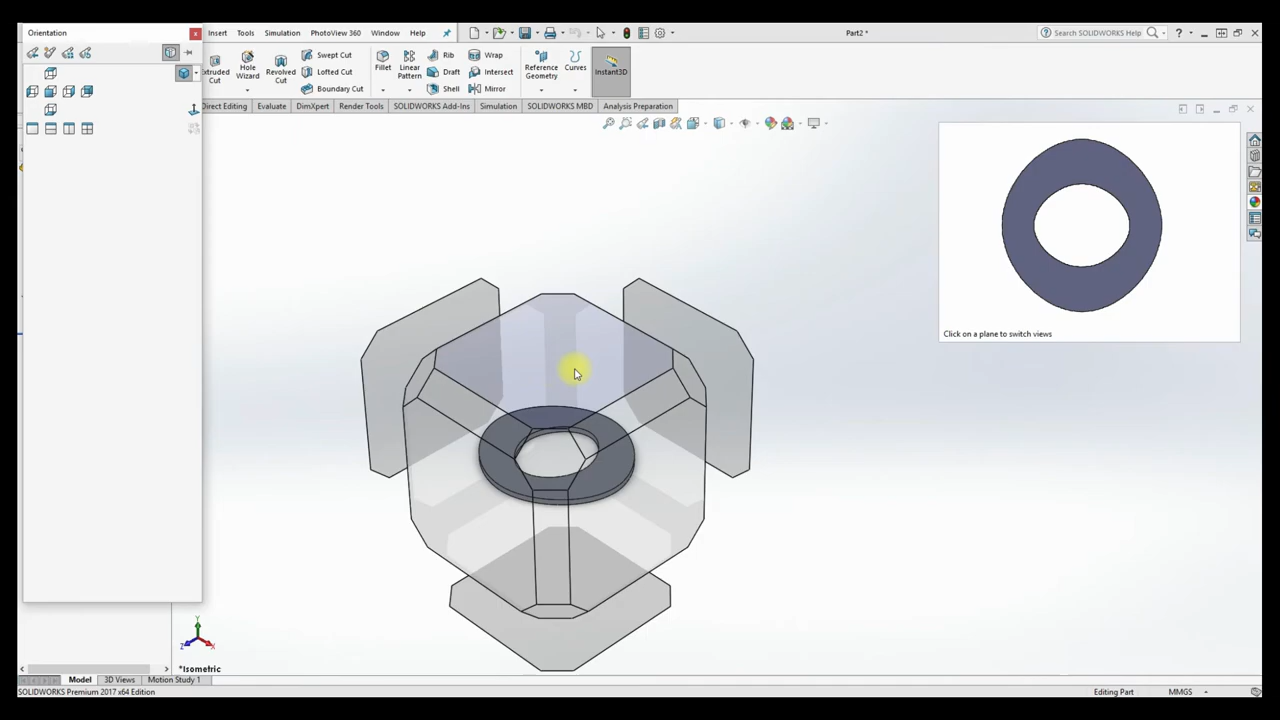 Orientation
Insert Tools Simulation PhotoView 360 Window Help
Part2 *
Search SOLIDWORKS Help
Extruded Cut
Hole Wizard
Revolved Cut
Swept Cut
Lofted Cut
Boundary Cut
Fillet
Linear Pattern
Rib
Draft
Shell
Wrap
Intersect
Mirror
Reference Geometry
Curves
Instant3D
Direct Editing Evaluate DimXpert Render Tools SOLIDWORKS Add-Ins Simulation SOLIDWORKS MBD Analysis Preparation
Click on a plane to switch views
Y
Z
X
*Isometric
Model 3D Views Motion Study 1
SOLIDWORKS Premium 2017 x64 Edition
Editing Part
MMGS